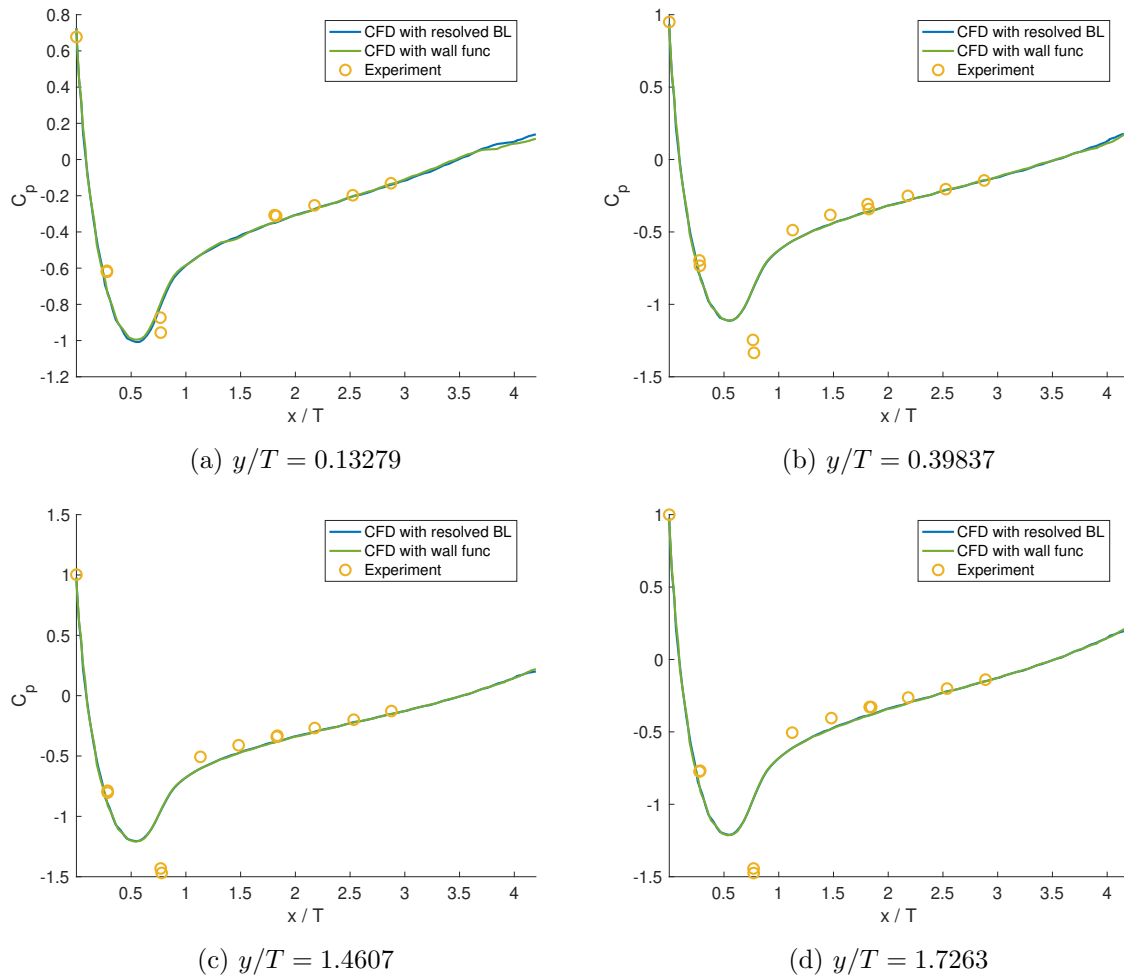 0.8
0.6
0.4
0.2
0
-0.2
-0.4
-0.6
-0.8
-1
-1.2
C_p
0.5 1 1.5 2 2.5 3 3.5 4
x / T
CFD with resolved BL
CFD with wall func
Experiment
(a) y/T = 0.13279
1
0.5
0
-0.5
-1
-1.5
C_p
0.5 1 1.5 2 2.5 3 3.5 4
x / T
CFD with resolved BL
CFD with wall func
Experiment
(b) y/T = 0.39837
1.5
1
0.5
0
-0.5
-1
-1.5
C_p
0.5 1 1.5 2 2.5 3 3.5 4
x / T
CFD with resolved BL
CFD with wall func
Experiment
(c) y/T = 1.4607
1
0.5
0
-0.5
-1
-1.5
0.5 1 1.5 2 2.5 3 3.5 4
x / T
CFD with resolved BL
CFD with wall func
Experiment
(d) y/T = 1.7263